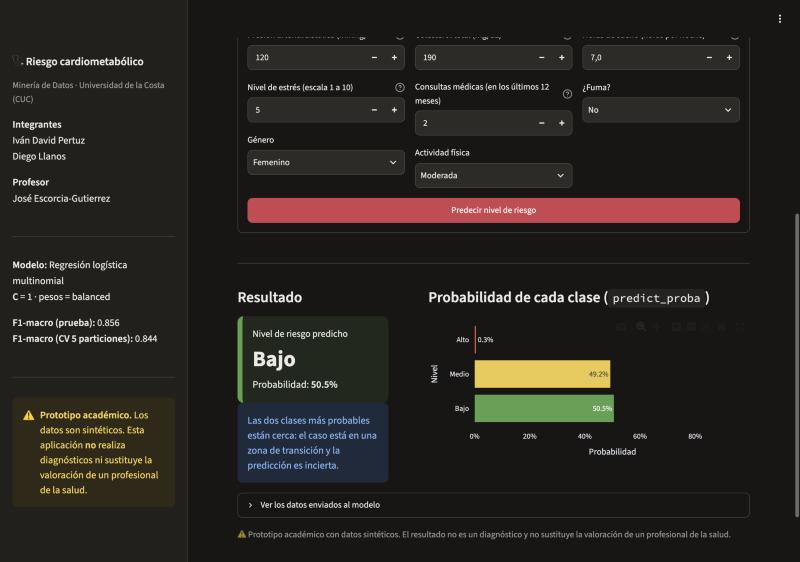 Riesgo cardiometabólico
Minería de Datos · Universidad de la Costa
(CUC)
Integrantes
Iván David Pertuz
Diego Llanos
Profesor
José Escorcia-Gutierrez
Modelo: Regresión logística
multinomial
C = 1 · pesos = balanced
F1-macro (prueba): 0.856
F1-macro (CV 5 particiones): 0.844
Prototipo académico. Los
datos son sintéticos. Esta
aplicación no realiza
diagnósticos ni sustituye la
valoración de un profesional
de la salud.
120
190
7,0
Nivel de estrés (escala 1 a 10)
5
Consultas médicas (en los últimos 12
meses)
2
¿Fuma?
No
Género
Femenino
Actividad física
Moderada
Predecir nivel de riesgo
Resultado
Nivel de riesgo predicho
Bajo
Probabilidad: 50.5%
Las dos clases más probables
están cerca: el caso está en una
zona de transición y la
predicción es incierta.
Probabilidad de cada clase (predict_proba)
Nivel
Alto 0.3%
Medio 49.2%
Bajo 50.5%
0% 20% 40% 60% 80%
Probabilidad
Ver los datos enviados al modelo
Prototipo académico con datos sintéticos. El resultado no es un diagnóstico y no sustituye la valoración de un profesional de la salud.